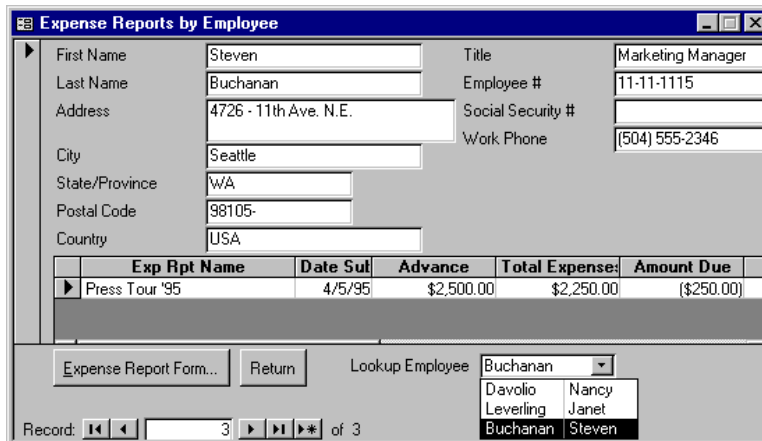 Expense Reports by Employee
First Name Steven Title Marketing Manager
Last Name Buchanan Employee # 11-11-1115
Address 4726 - 11th Ave. N.E. Social Security #
Work Phone (504) 555-2346
City Seattle
State/Province WA
Postal Code 98105-
Country USA
Exp Rpt Name Date Sub Advance Total Expense: Amount Due
Press Tour '95 4/5/95 $2,500.00 $2,250.00 ($250.00)
Expense Report Form... Return Lookup Employee Buchanan
Davolio Nancy
Leverling Janet
Buchanan Steven
Record: 3 of 3